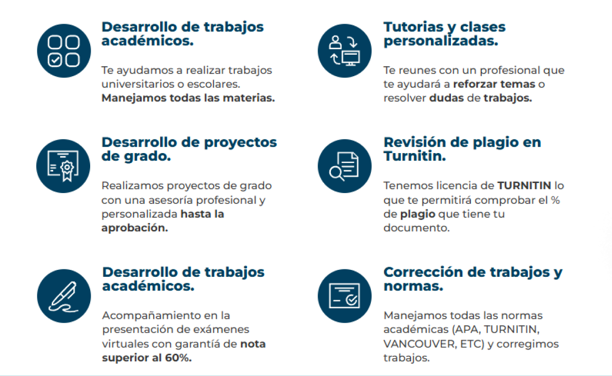 Desarrollo de trabajos
académicos.
Te ayudamos a realizar trabajos
universitarios o escolares.
Manejamos todas las materias.
Tutorias y clases
personalizadas.
Te reunes con un profesional que
te ayudará a reforzar temas o
resolver dudas de trabajos.
Desarrollo de proyectos
de grado.
Realizamos proyectos de grado
con una asesoría profesional y
personalizada hasta la
aprobación.
Revisión de plagio en
Turnitin.
Tenemos licencia de TURNITIN lo
que te permitirá comprobar el %
de plagio que tiene tu
documento.
Desarrollo de trabajos
académicos.
Acompañamiento en la
presentación de exámenes
virtuales con garantíá de nota
superior al 60%.
Corrección de trabajos y
normas.
Manejamos todas las normas
académicas (APA, TURNITIN,
VANCOUVER, ETC) y corregimos
trabajos.